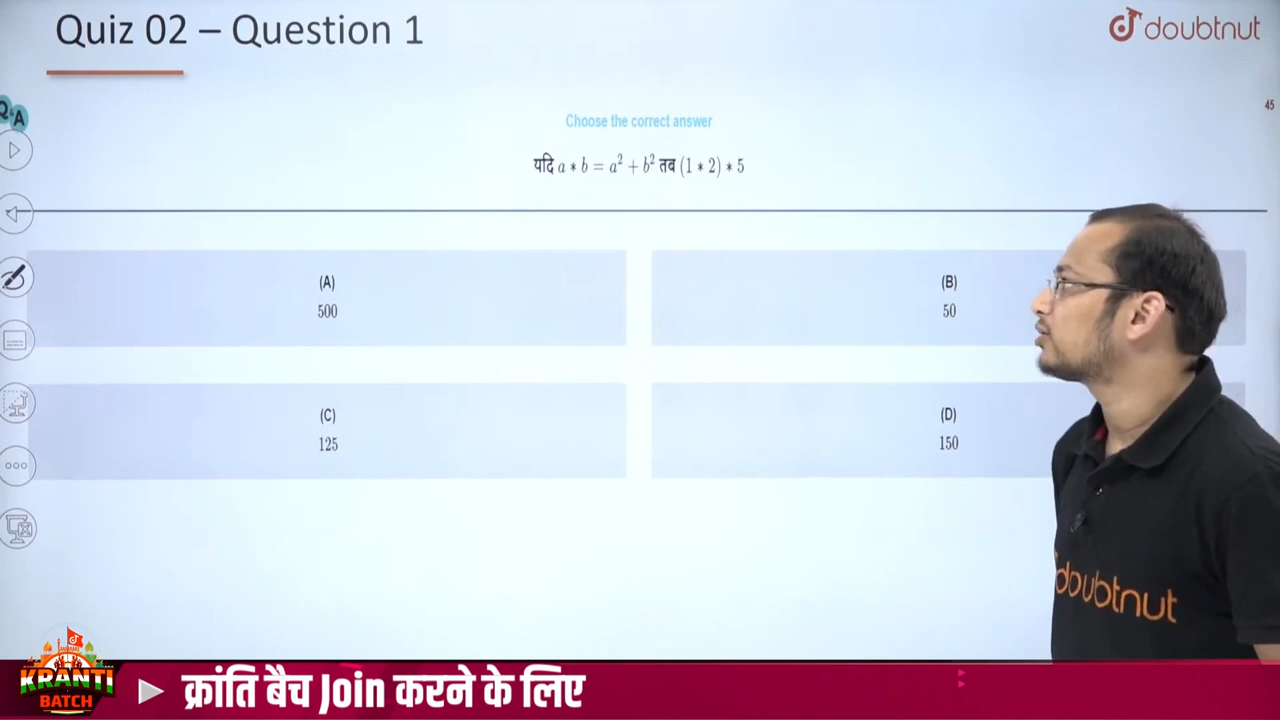 Quiz 02 – Question 1
doubtnut
Q&A
45
Choose the correct answer
यदि a * b = a² + b² तब (1 * 2) * 5
(A)
500
(B)
50
(C)
125
(D)
150
doubtnut
KRANTI
BATCH
क्रांति बैच Join करने के लिए